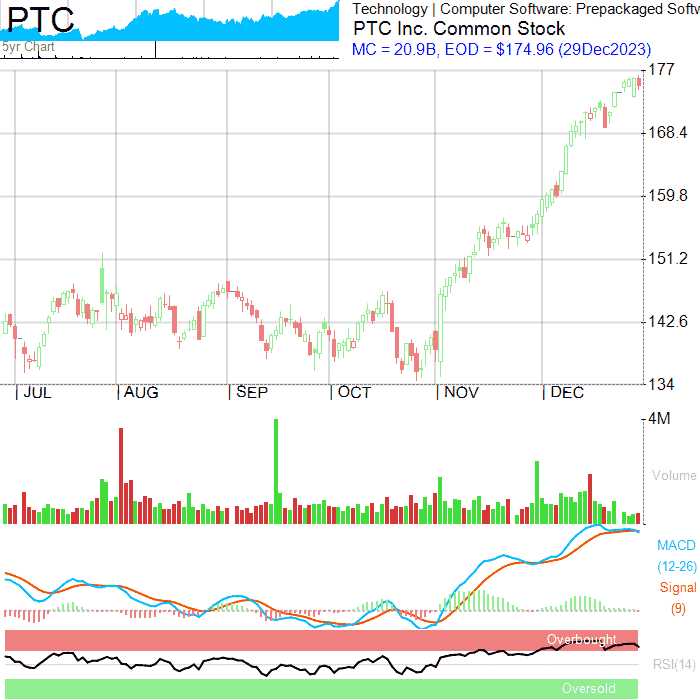 PTC
5yr Chart
Technology | Computer Software: Prepackaged Softw
PTC Inc. Common Stock
MC = 20.9B, EOD = $174.96 (29Dec2023)
177
168.4
159.8
151.2
142.6
134
| JUL | AUG | SEP | OCT | NOV | DEC
4M
Volume
MACD
(12-26)
Signal
(9)
Overbought
RSI(14)
Oversold